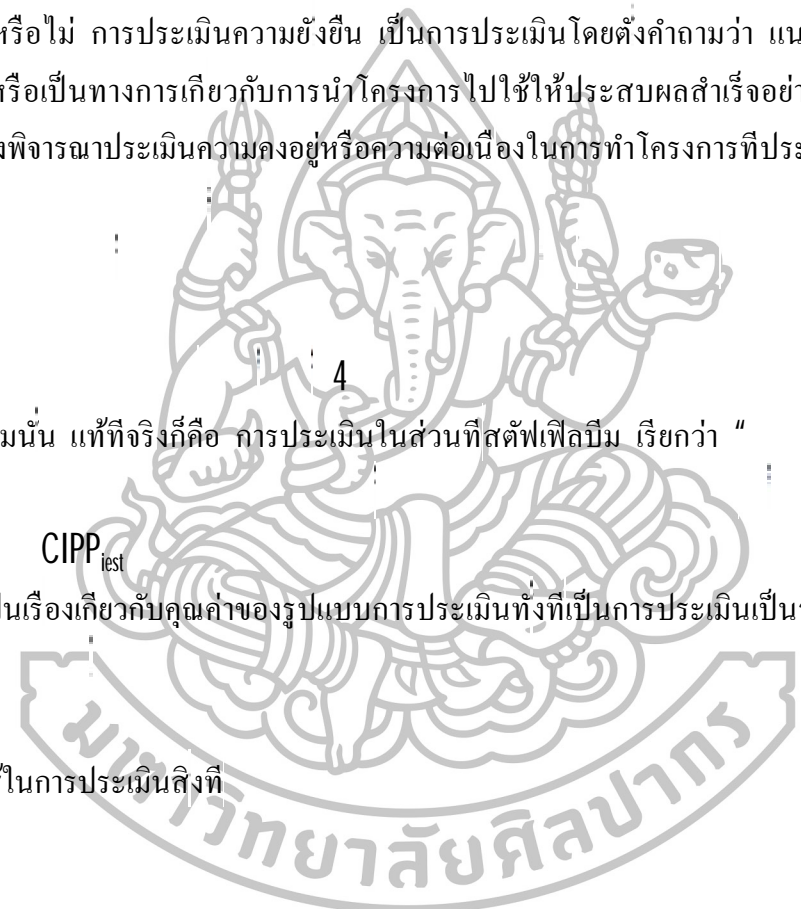 หรือไม่ การประเมินความยั่งยืน เป็นการประเมินโดยตั้งคำถามว่า แน
หรือเป็นทางการเกียวกับการนำโครงการไปใช้ให้ประสบผลสำเร็จอย่า
งพิจารณาประเมินความคงอยู่หรือความต่อเนื่องในการทำโครงการทีประ
4
มนั่น แท้ทีจริงก็คือ การประเมินในส่วนทีสตัฟเฟิลบีม เรียกว่า “
CIPPiest
ป็นเรืองเกียวกับคุณค่าของรูปแบบการประเมินทั้งทีเป็นการประเมินเป็น
ในการประเมินสิงที
มหาวิทยาลัยศิลปากร